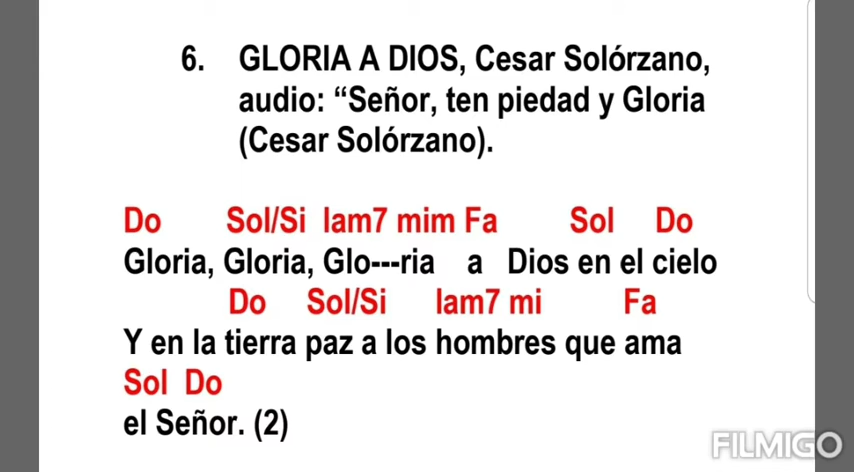 6. GLORIA A DIOS, Cesar Solórzano,
audio: “Señor, ten piedad y Gloria
(Cesar Solórzano).
Do Sol/Si lam7 mim Fa Sol Do
Gloria, Gloria, Glo---ria a Dios en el cielo
Do Sol/Si lam7 mi Fa
Y en la tierra paz a los hombres que ama
Sol Do
el Señor. (2)
FILMIGO